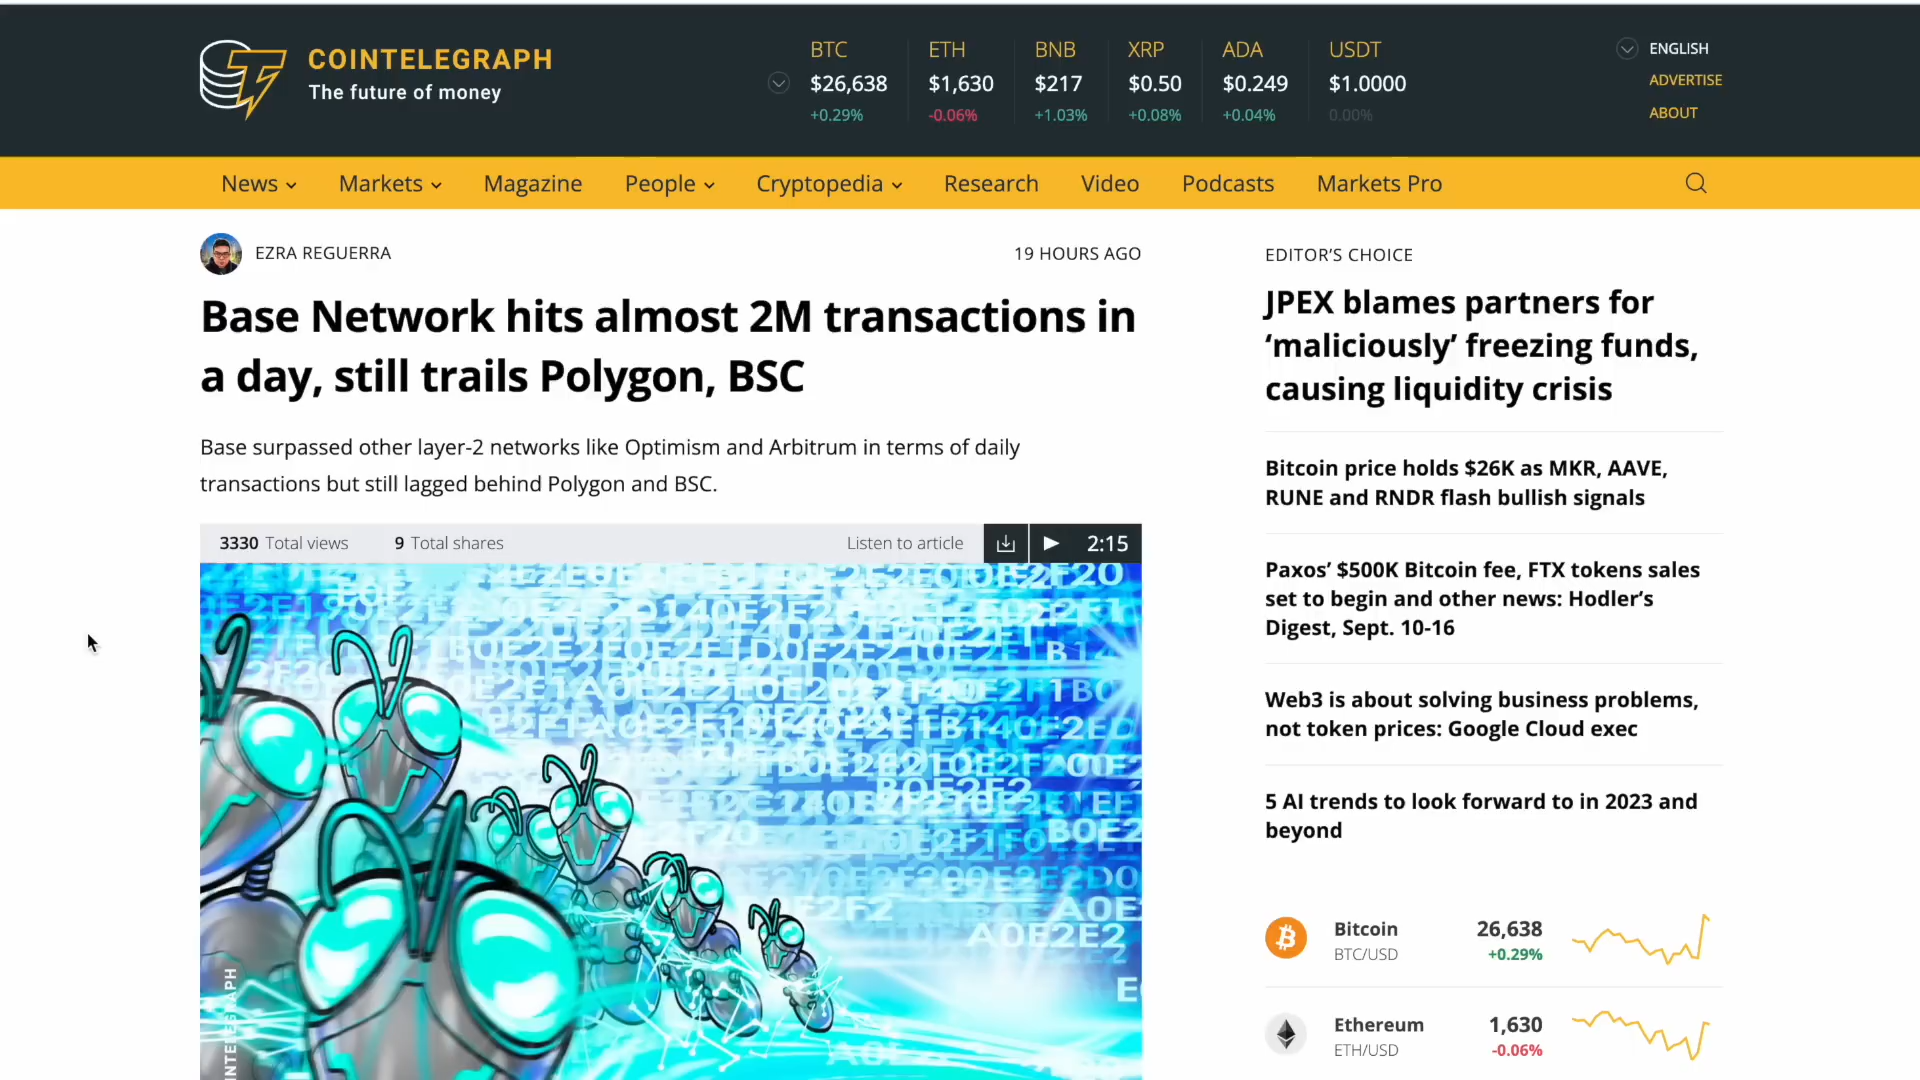 COINTELEGRAPH
The future of money
BTC
$26,638
+0.29%
ETH
$1,630
-0.06%
BNB
$217
+1.03%
XRP
$0.50
+0.08%
ADA
$0.249
+0.04%
USDT
$1.0000
0.00%
ENGLISH
ADVERTISE
ABOUT
News Markets Magazine People Cryptopedia Research Video Podcasts Markets Pro
EZRA REGUERRA
19 HOURS AGO
Base Network hits almost 2M transactions in
a day, still trails Polygon, BSC
Base surpassed other layer-2 networks like Optimism and Arbitrum in terms of daily
transactions but still lagged behind Polygon and BSC.
3330 Total views 9 Total shares Listen to article 2:15
EDITOR'S CHOICE
JPEX blames partners for
‘maliciously’ freezing funds,
causing liquidity crisis
Bitcoin price holds $26K as MKR, AAVE,
RUNE and RNDR flash bullish signals
Paxos’ $500K Bitcoin fee, FTX tokens sales
set to begin and other news: Hodler’s
Digest, Sept. 10-16
Web3 is about solving business problems,
not token prices: Google Cloud exec
5 AI trends to look forward to in 2023 and
beyond
Bitcoin 26,638
BTC/USD +0.29%
Ethereum 1,630
ETH/USD -0.06%